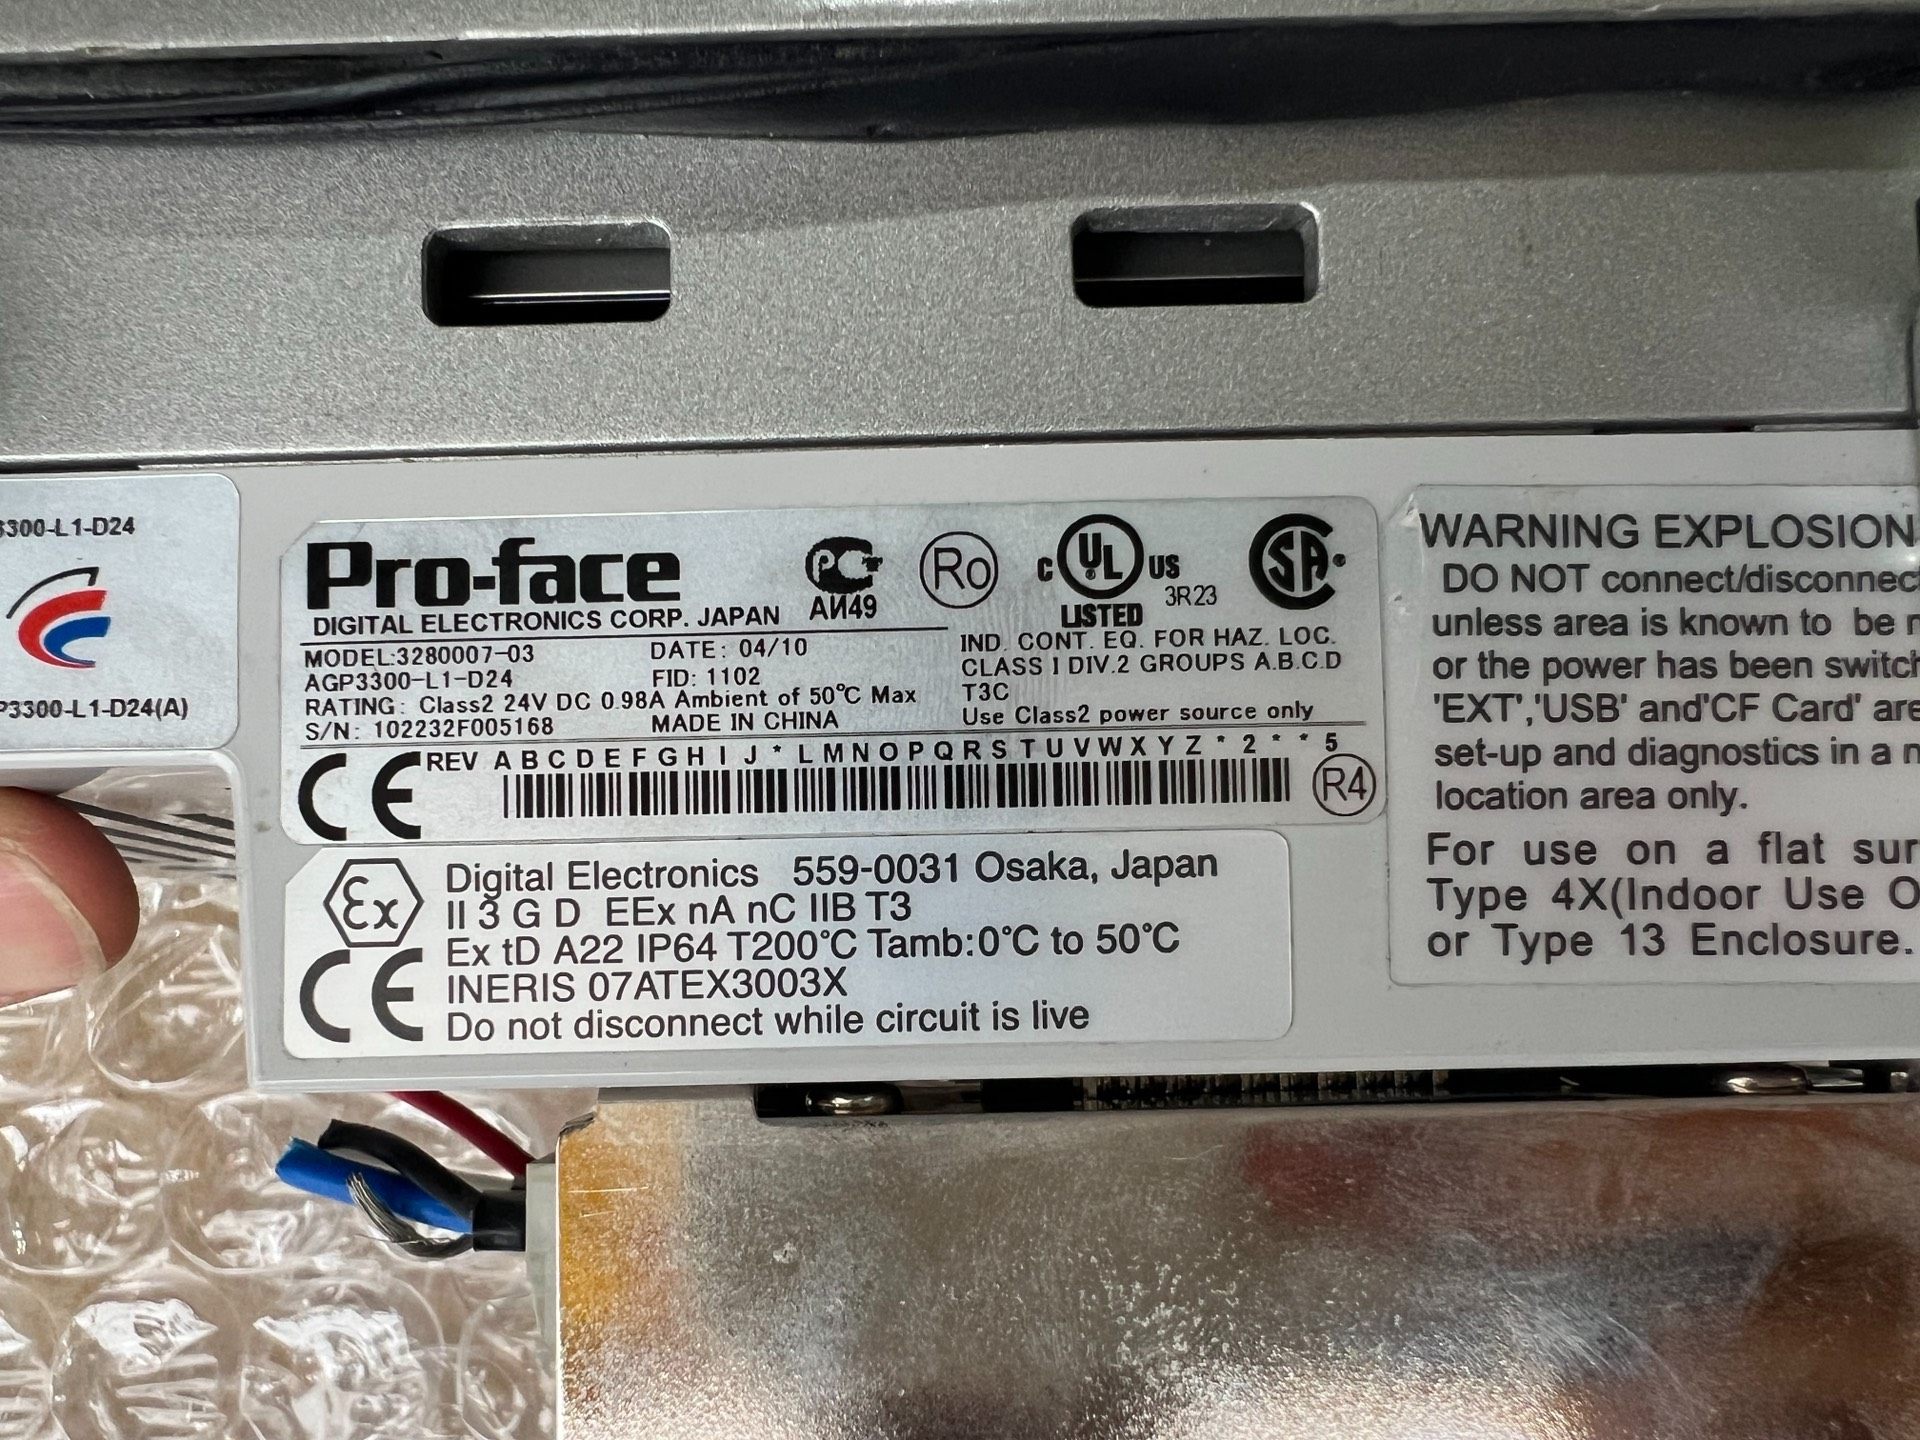 3300-L1-D24
P3300-L1-D24(A)
Pro-face
DIGITAL ELECTRONICS CORP. JAPAN
PC
АИ49
Ro
C UL US
LISTED 3R23
SA
MODEL:3280007-03 DATE: 04/10
AGP3300-L1-D24 FID: 1102
RATING: Class2 24V DC 0.98A Ambient of 50℃ Max
S/N: 102232F005168 MADE IN CHINA
IND. CONT. EQ. FOR HAZ. LOC.
CLASS I DIV.2 GROUPS A.B.C.D
T3C
Use Class2 power source only
CE REV A B C D E F G H I J * L M N O P Q R S T U V W X Y Z * 2 * * 5
R4
Ex Digital Electronics 559-0031 Osaka, Japan
II 3 G D EEx nA nC IIB T3
Ex tD A22 IP64 T200℃ Tamb:0℃ to 50℃
CE INERIS 07ATEX3003X
Do not disconnect while circuit is live
WARNING EXPLOSION
DO NOT connect/disconnect
unless area is known to be
or the power has been
'EXT','USB' and'CF Card' are
set-up and diagnostics in a
location area only.
For use on a flat
Type 4X(Indoor Use
or Type 13 Enclosure.